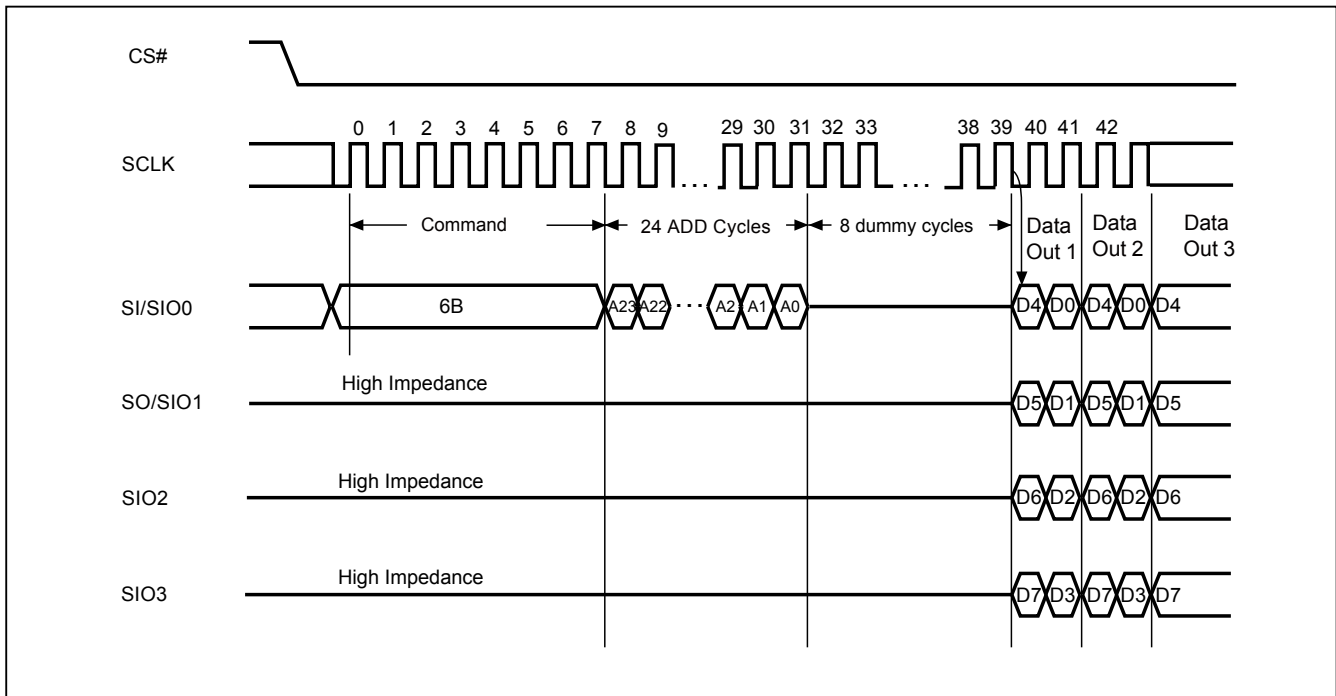 CS#
0 1 2 3 4 5 6 7 8 9 29 30 31 32 33 38 39 40 41 42
SCLK
Command 24 ADD Cycles 8 dummy cycles Data Out 1 Data Out 2 Data Out 3
SI/SIO0 6B A23 A22 A2 A1 A0 D4 D0 D4 D0 D4
High Impedance
SO/SIO1 D5 D1 D5 D1 D5
High Impedance
SIO2 D6 D2 D6 D2 D6
High Impedance
SIO3 D7 D3 D7 D3 D7